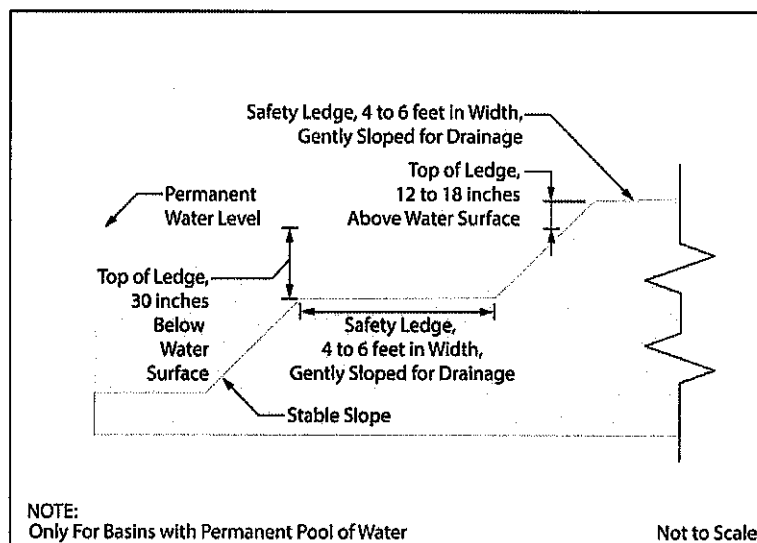 Safety Ledge, 4 to 6 feet in Width,
Gently Sloped for Drainage
Top of Ledge,
12 to 18 inches
Above Water Surface
Permanent
Water Level
Top of Ledge,
30 inches
Below
Water
Surface
Safety Ledge,
4 to 6 feet in Width,
Gently Sloped for Drainage
Stable Slope
NOTE:
Only For Basins with Permanent Pool of Water
Not to Scale